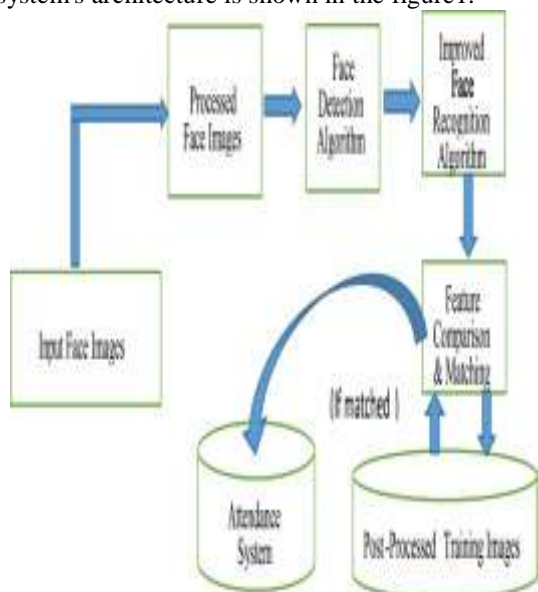 system's architecture is shown in the figure1.
Processed
Face Images
Face
Detection
Algorithm
Improved
Face
Recognition
Algorithm
Input Face Images
Feature
Comparison
& Matching
(If matched )
Attendance
System
Post-Processed Training Images